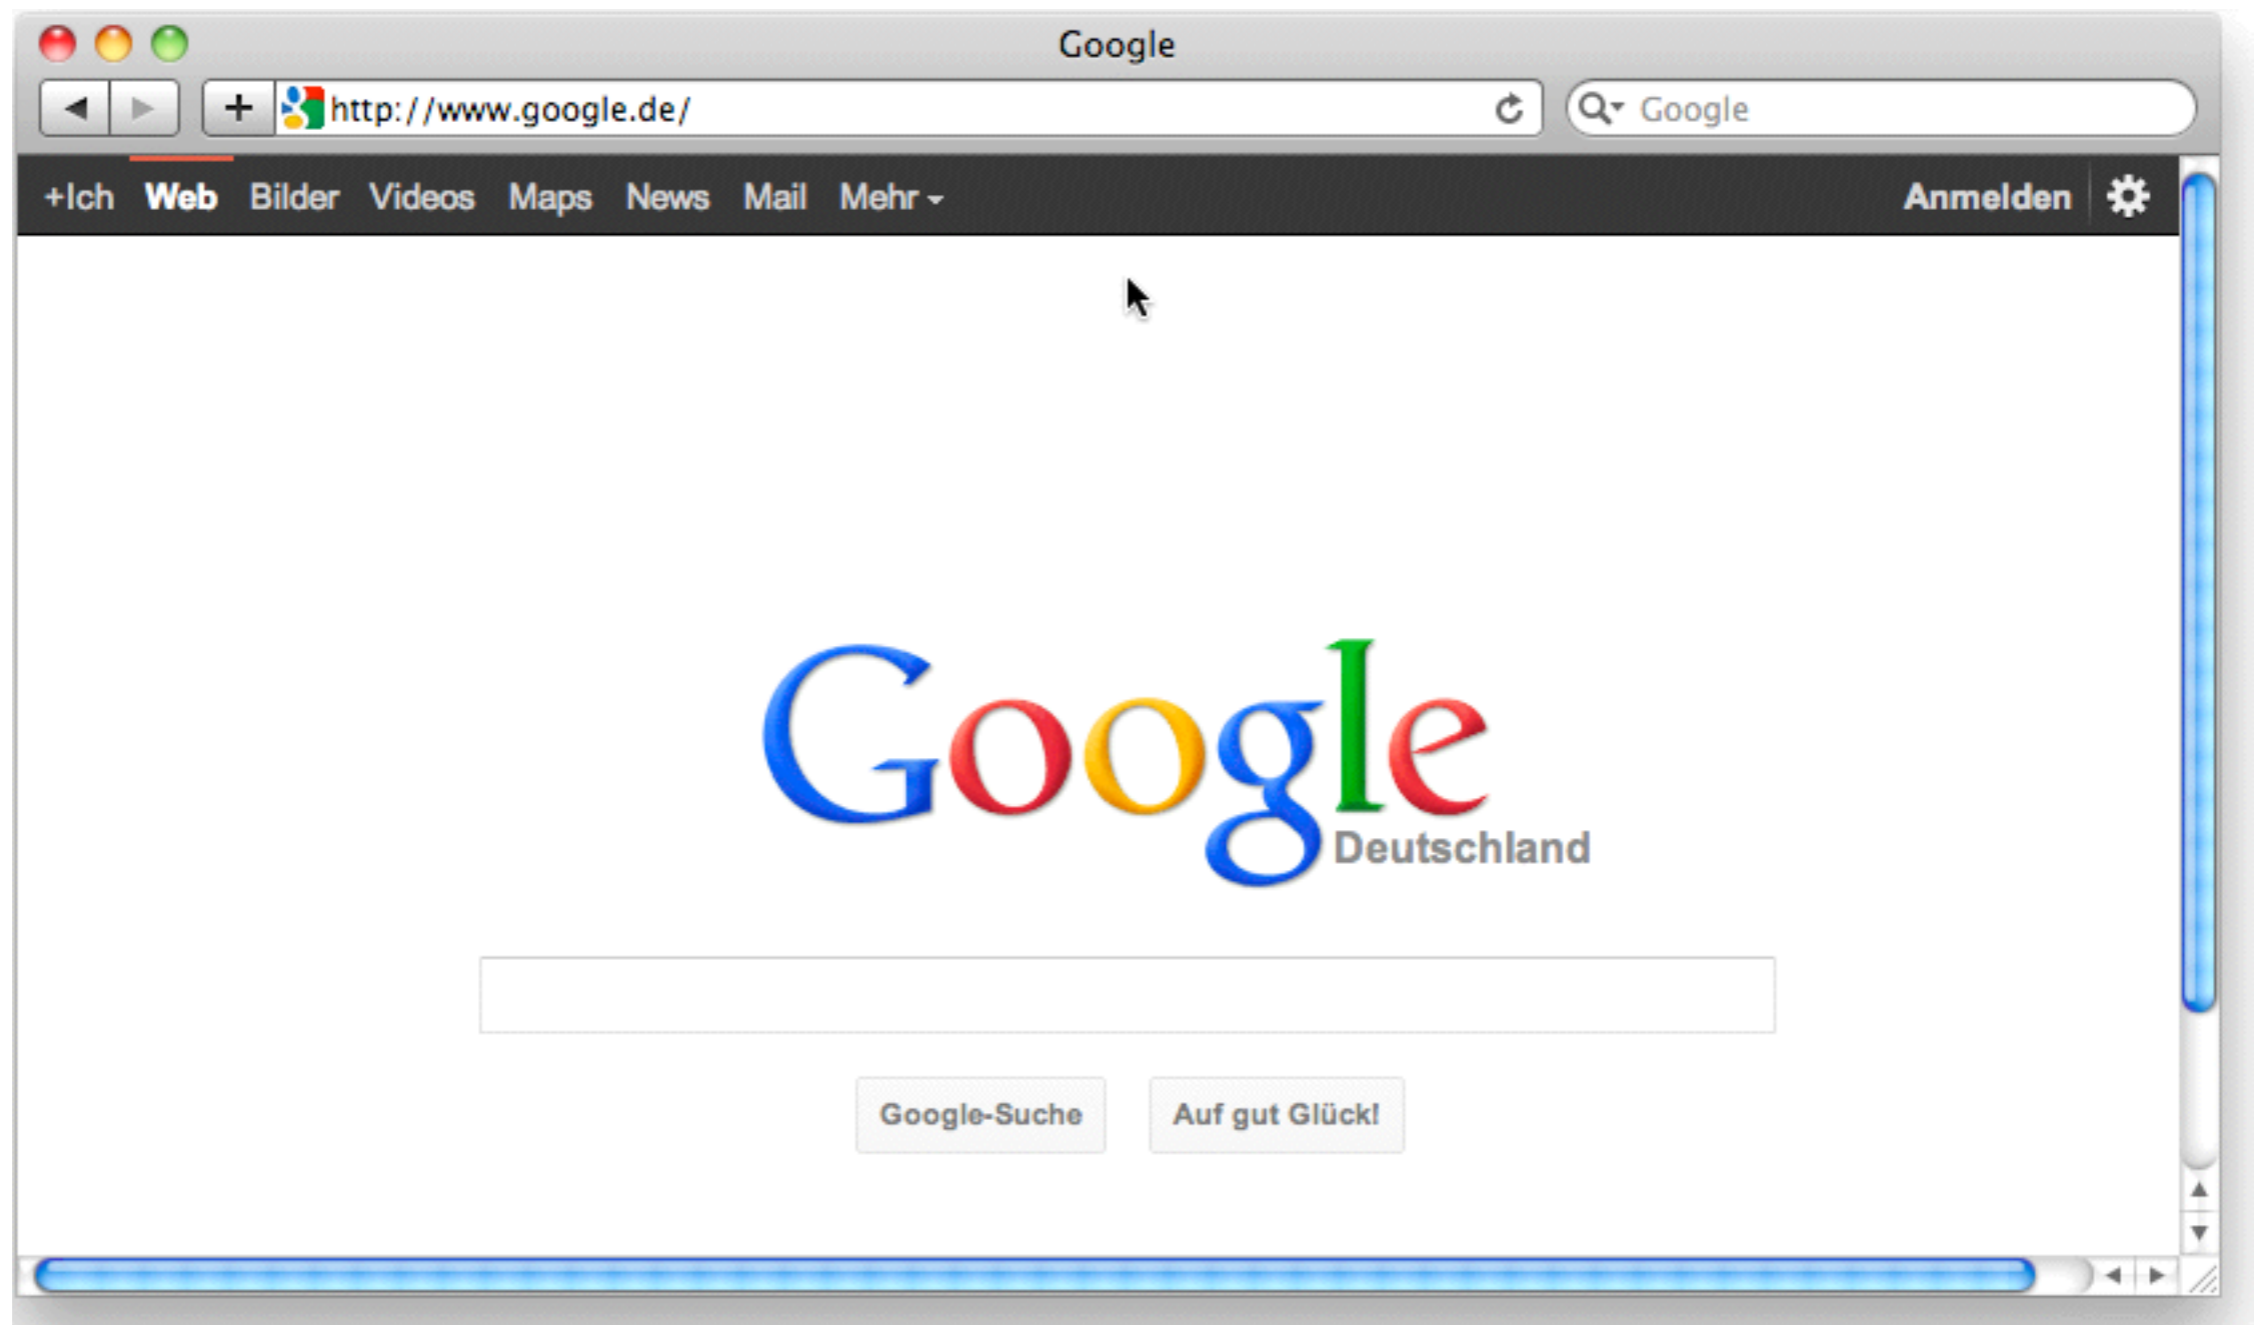 Google
http://www.google.de/ Google
+Ich Web Bilder Videos Maps News Mail Mehr Anmelden
Google
Deutschland
Google-Suche Auf gut Glück!